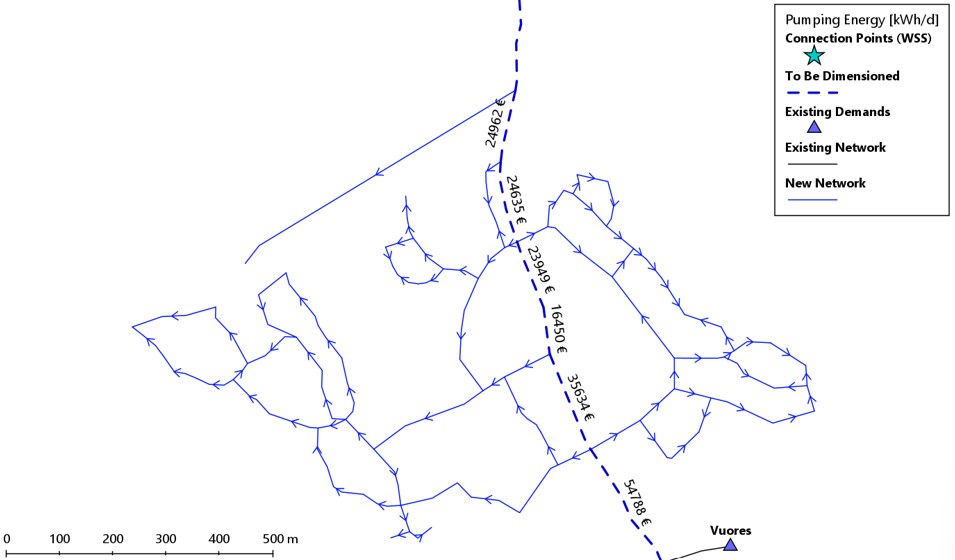 Pumping Energy [kWh/d]
Connection Points (WSS)
To Be Dimensioned
Existing Demands
Existing Network
New Network
24962 €
24635 €
23949 €
16450 €
35634 €
54788 €
Vuores
0 100 200 300 400 500 m